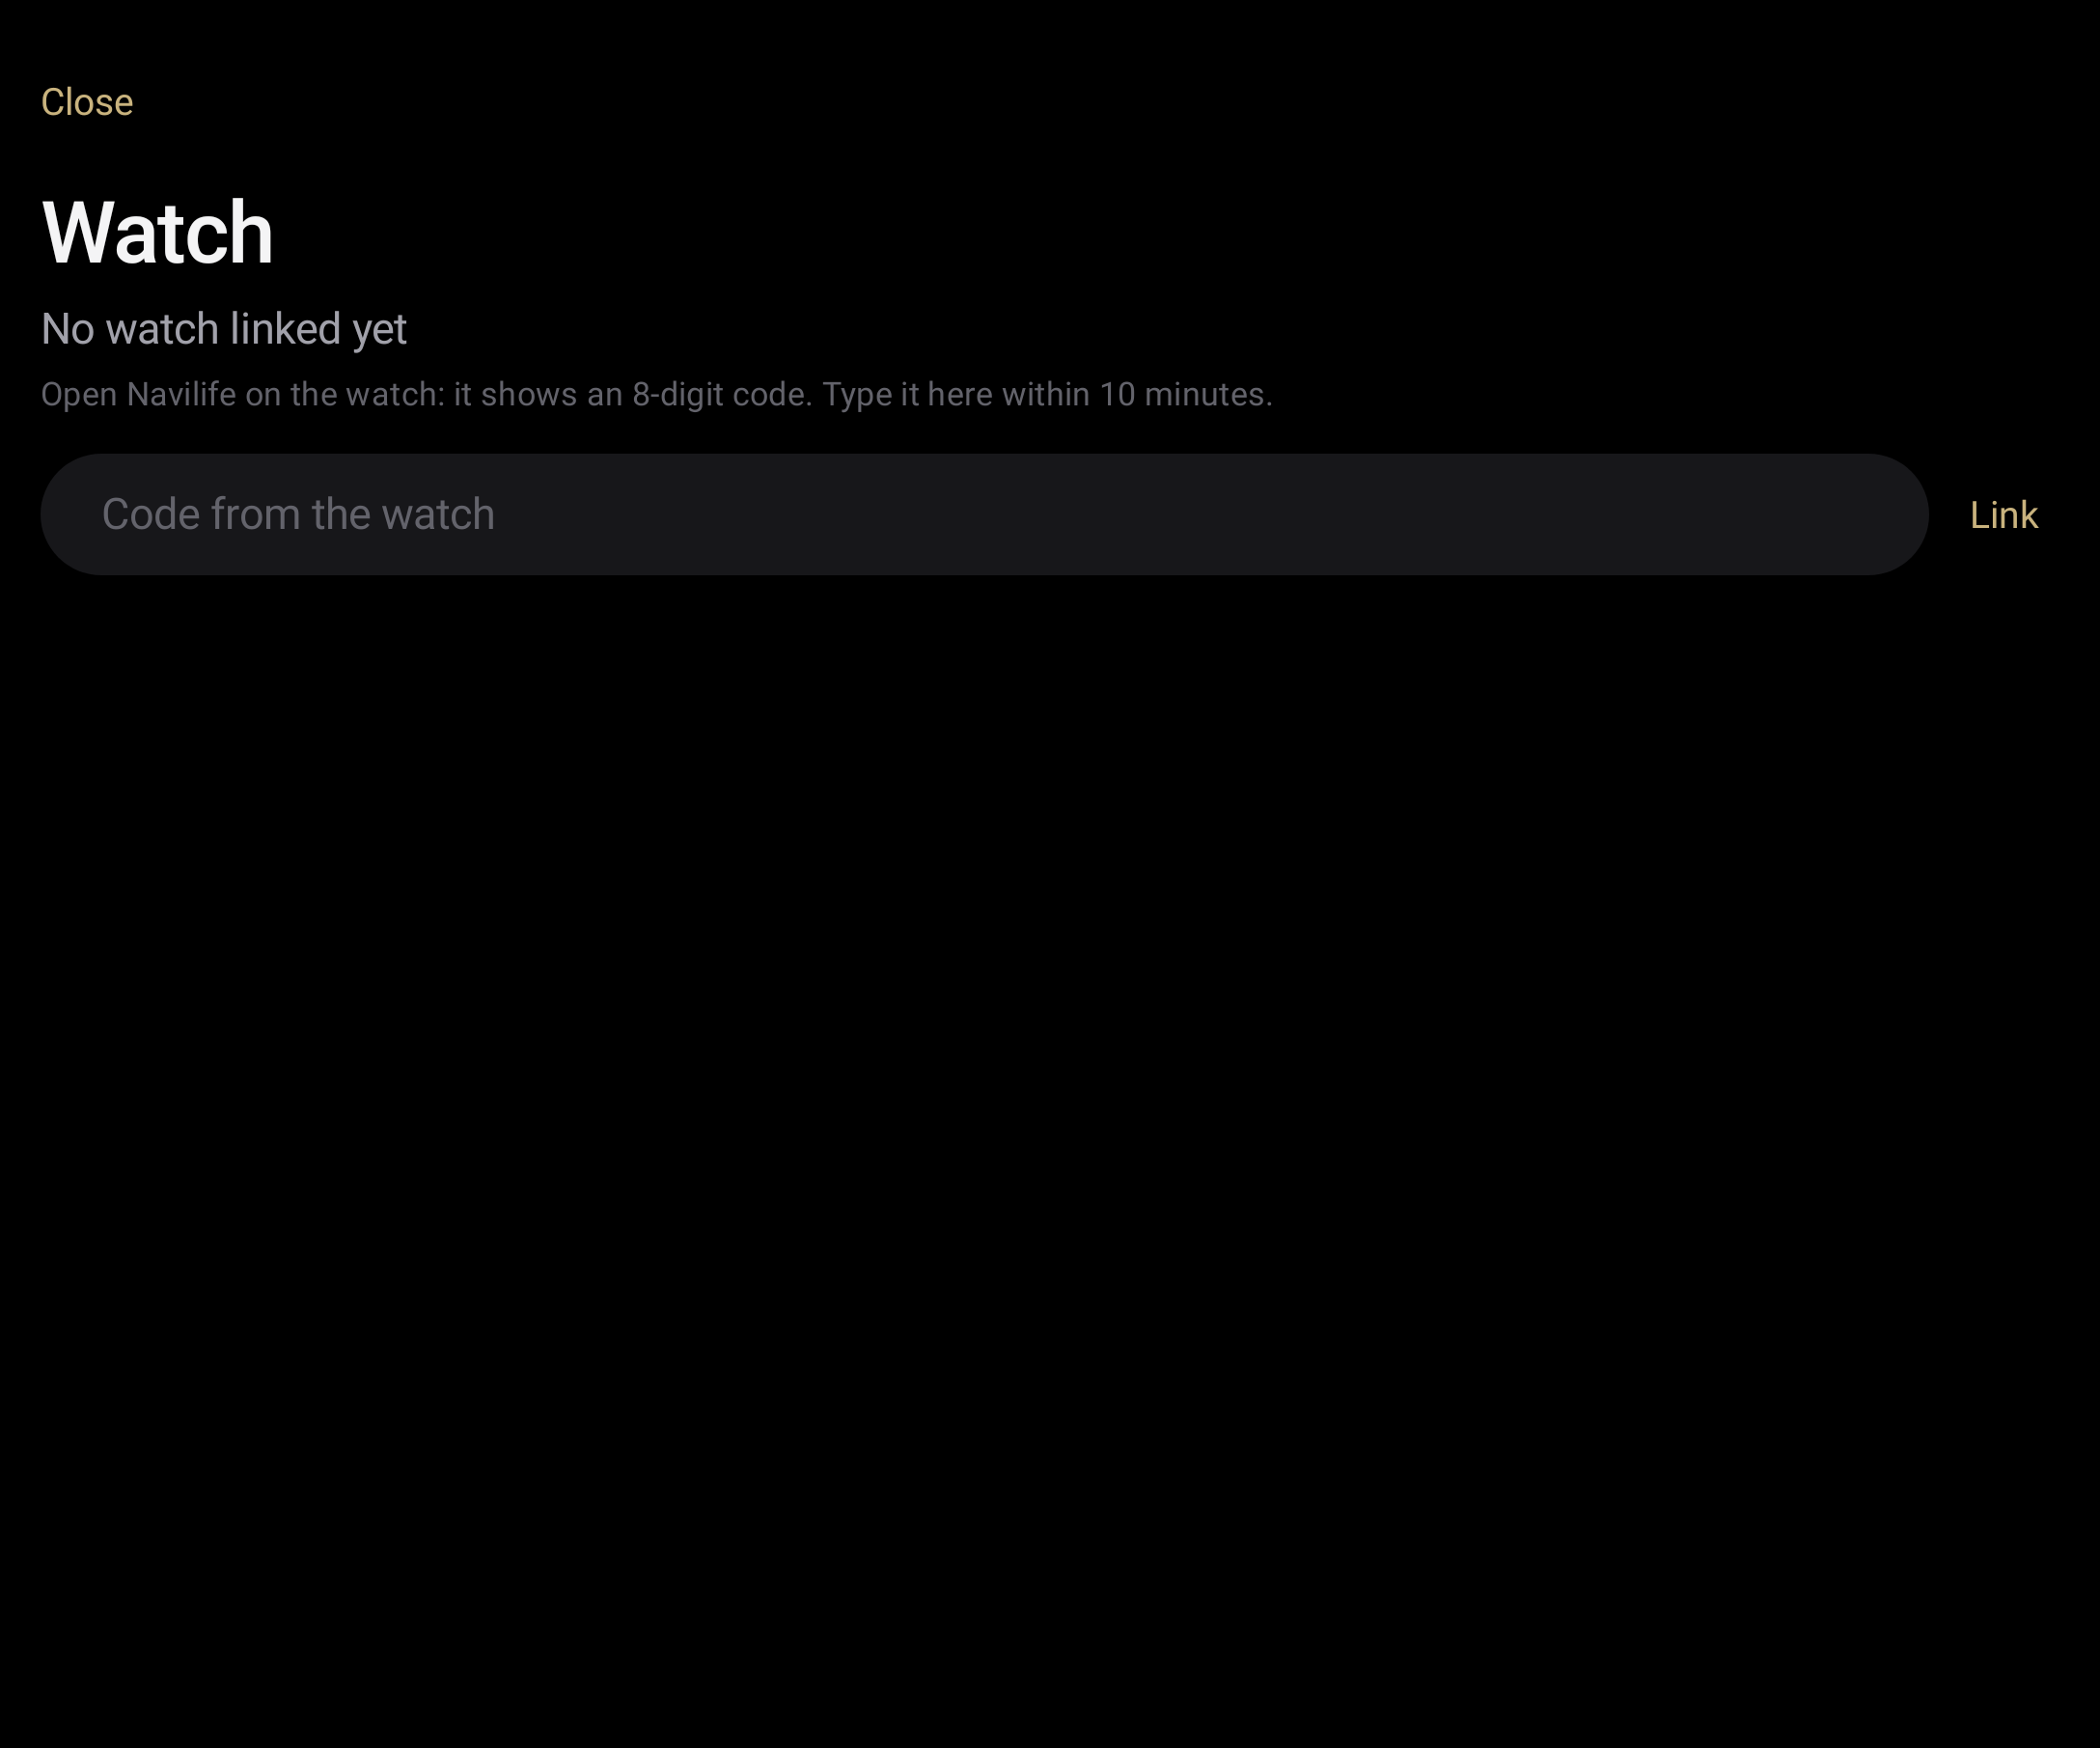 Close
Watch
No watch linked yet
Open Navilife on the watch: it shows an 8-digit code. Type it here within 10 minutes.
Code from the watch
Link